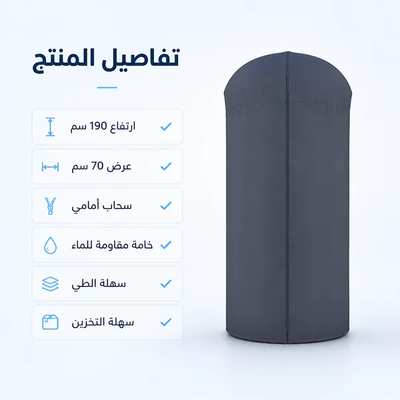 تفاصيل المنتج
ارتفاع 190 سم
عرض 70 سم
سحاب أمامي
خامة مقاومة للماء
سهلة الطي
سهلة التخزين